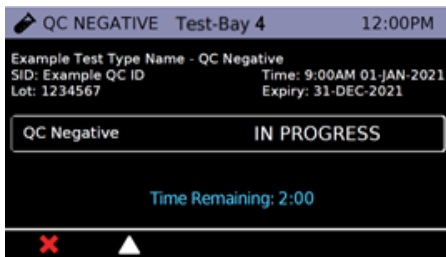 QC NEGATIVE Test-Bay 4 12:00PM
Example Test Type Name - QC Negative
SID: Example QC ID Time: 9:00AM 01-JAN-2021
Lot: 1234567 Expiry: 31-DEC-2021
QC Negative IN PROGRESS
Time Remaining: 2:00